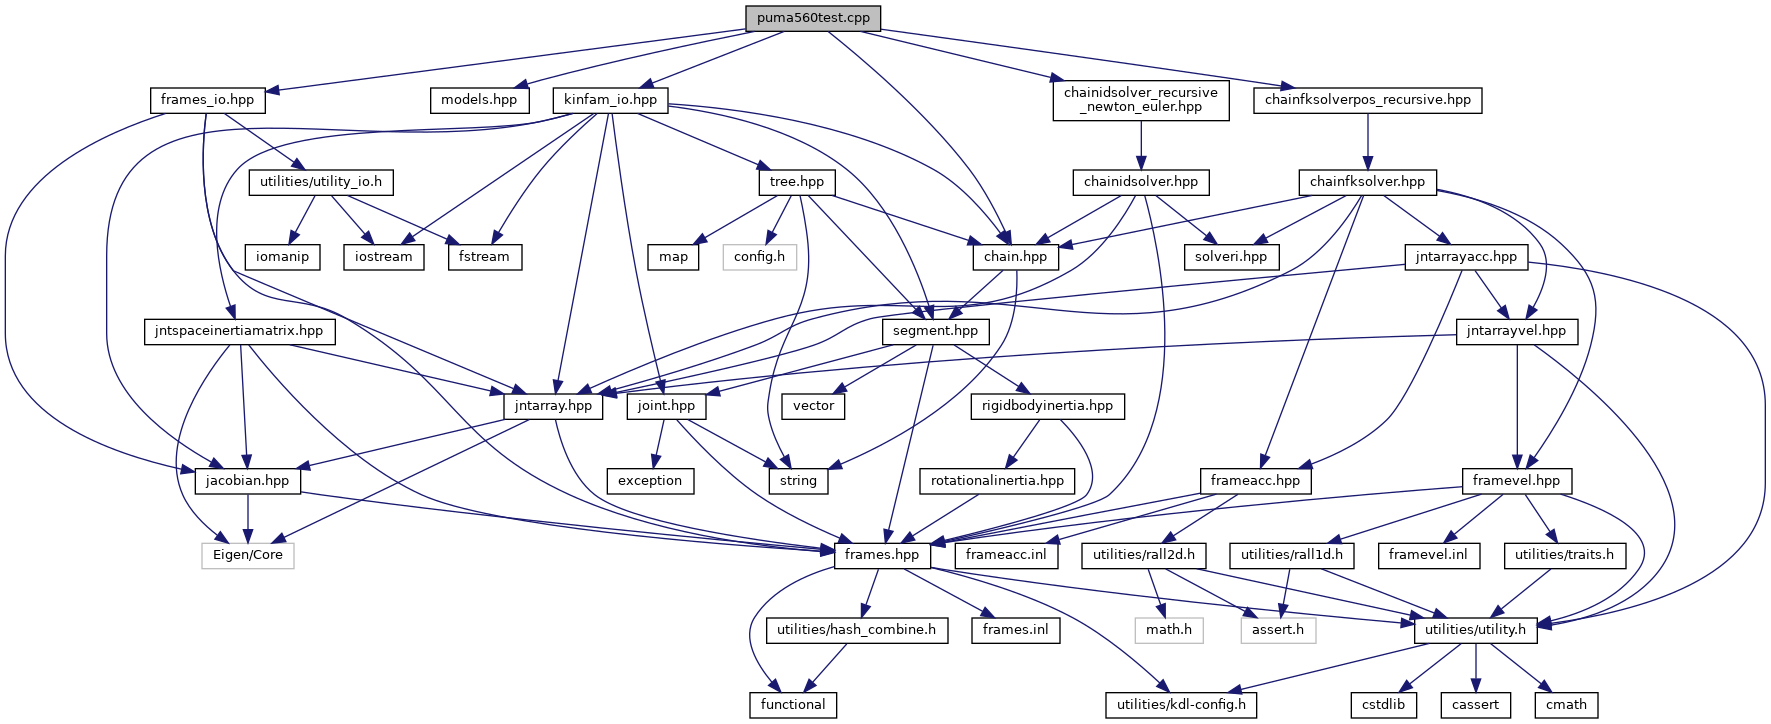 puma560test.cpp
frames_io.hpp
models.hpp
kinfam_io.hpp
chainidsolver_recursive
_newton_euler.hpp
chainfksolverpos_recursive.hpp
utilities/utility_io.h
tree.hpp
chainidsolver.hpp
chainfksolver.hpp
iomanip
iostream
fstream
map
config.h
chain.hpp
solveri.hpp
jntarrayacc.hpp
jntspaceinertiamatrix.hpp
segment.hpp
jntarrayvel.hpp
jntarray.hpp
joint.hpp
vector
rigidbodyinertia.hpp
jacobian.hpp
exception
string
rotationalinertia.hpp
frameacc.hpp
framevel.hpp
Eigen/Core
frames.hpp
frameacc.inl
utilities/rall2d.h
utilities/rall1d.h
framevel.inl
utilities/traits.h
utilities/hash_combine.h
frames.inl
math.h
assert.h
utilities/utility.h
functional
utilities/kdl-config.h
cstdlib
cassert
cmath